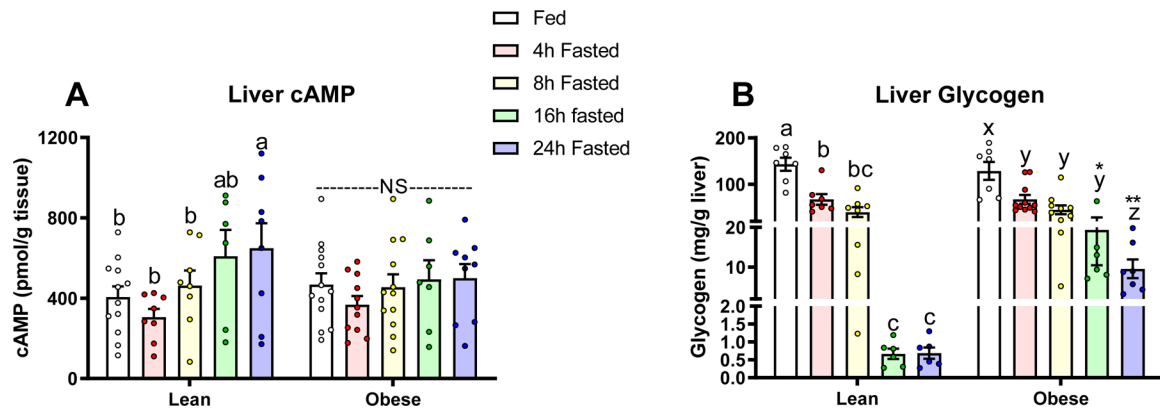 Fed
4h Fasted
8h Fasted
16h fasted
24h Fasted
A
Liver cAMP
cAMP (pmol/g tissue)
1200
800
400
0
b
b
b
ab
a
NS
Lean
Obese
B
Liver Glycogen
Glycogen (mg/g liver)
200
100
20
10
2.0
1.5
1.0
0.5
0.0
a
b
bc
c
c
x
y
y
*
y
**
z
Lean
Obese